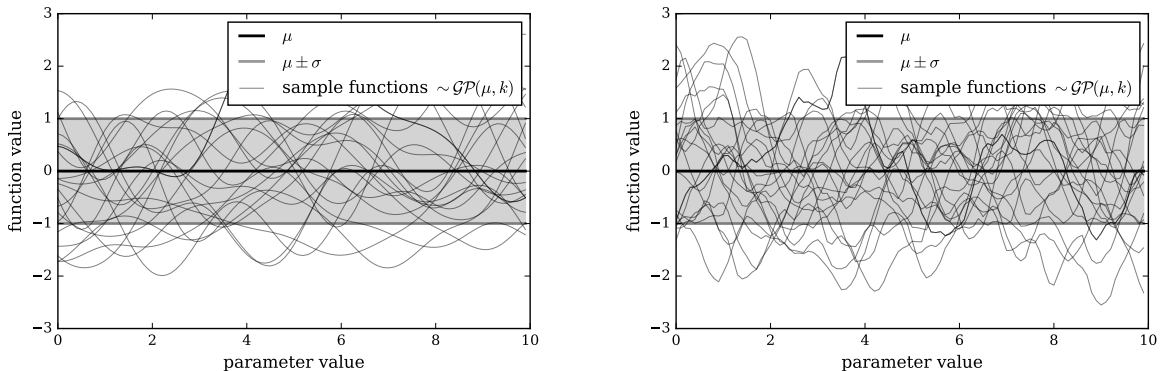 3
2
1
0
−1
−2
−3
0
2
4
6
8
10
parameter value
function value
μ
μ ± σ
sample functions ∼ 𝒢𝒫(μ, k)
3
2
1
0
−1
−2
−3
0
2
4
6
8
10
parameter value
function value
μ
μ ± σ
sample functions ∼ 𝒢𝒫(μ, k)